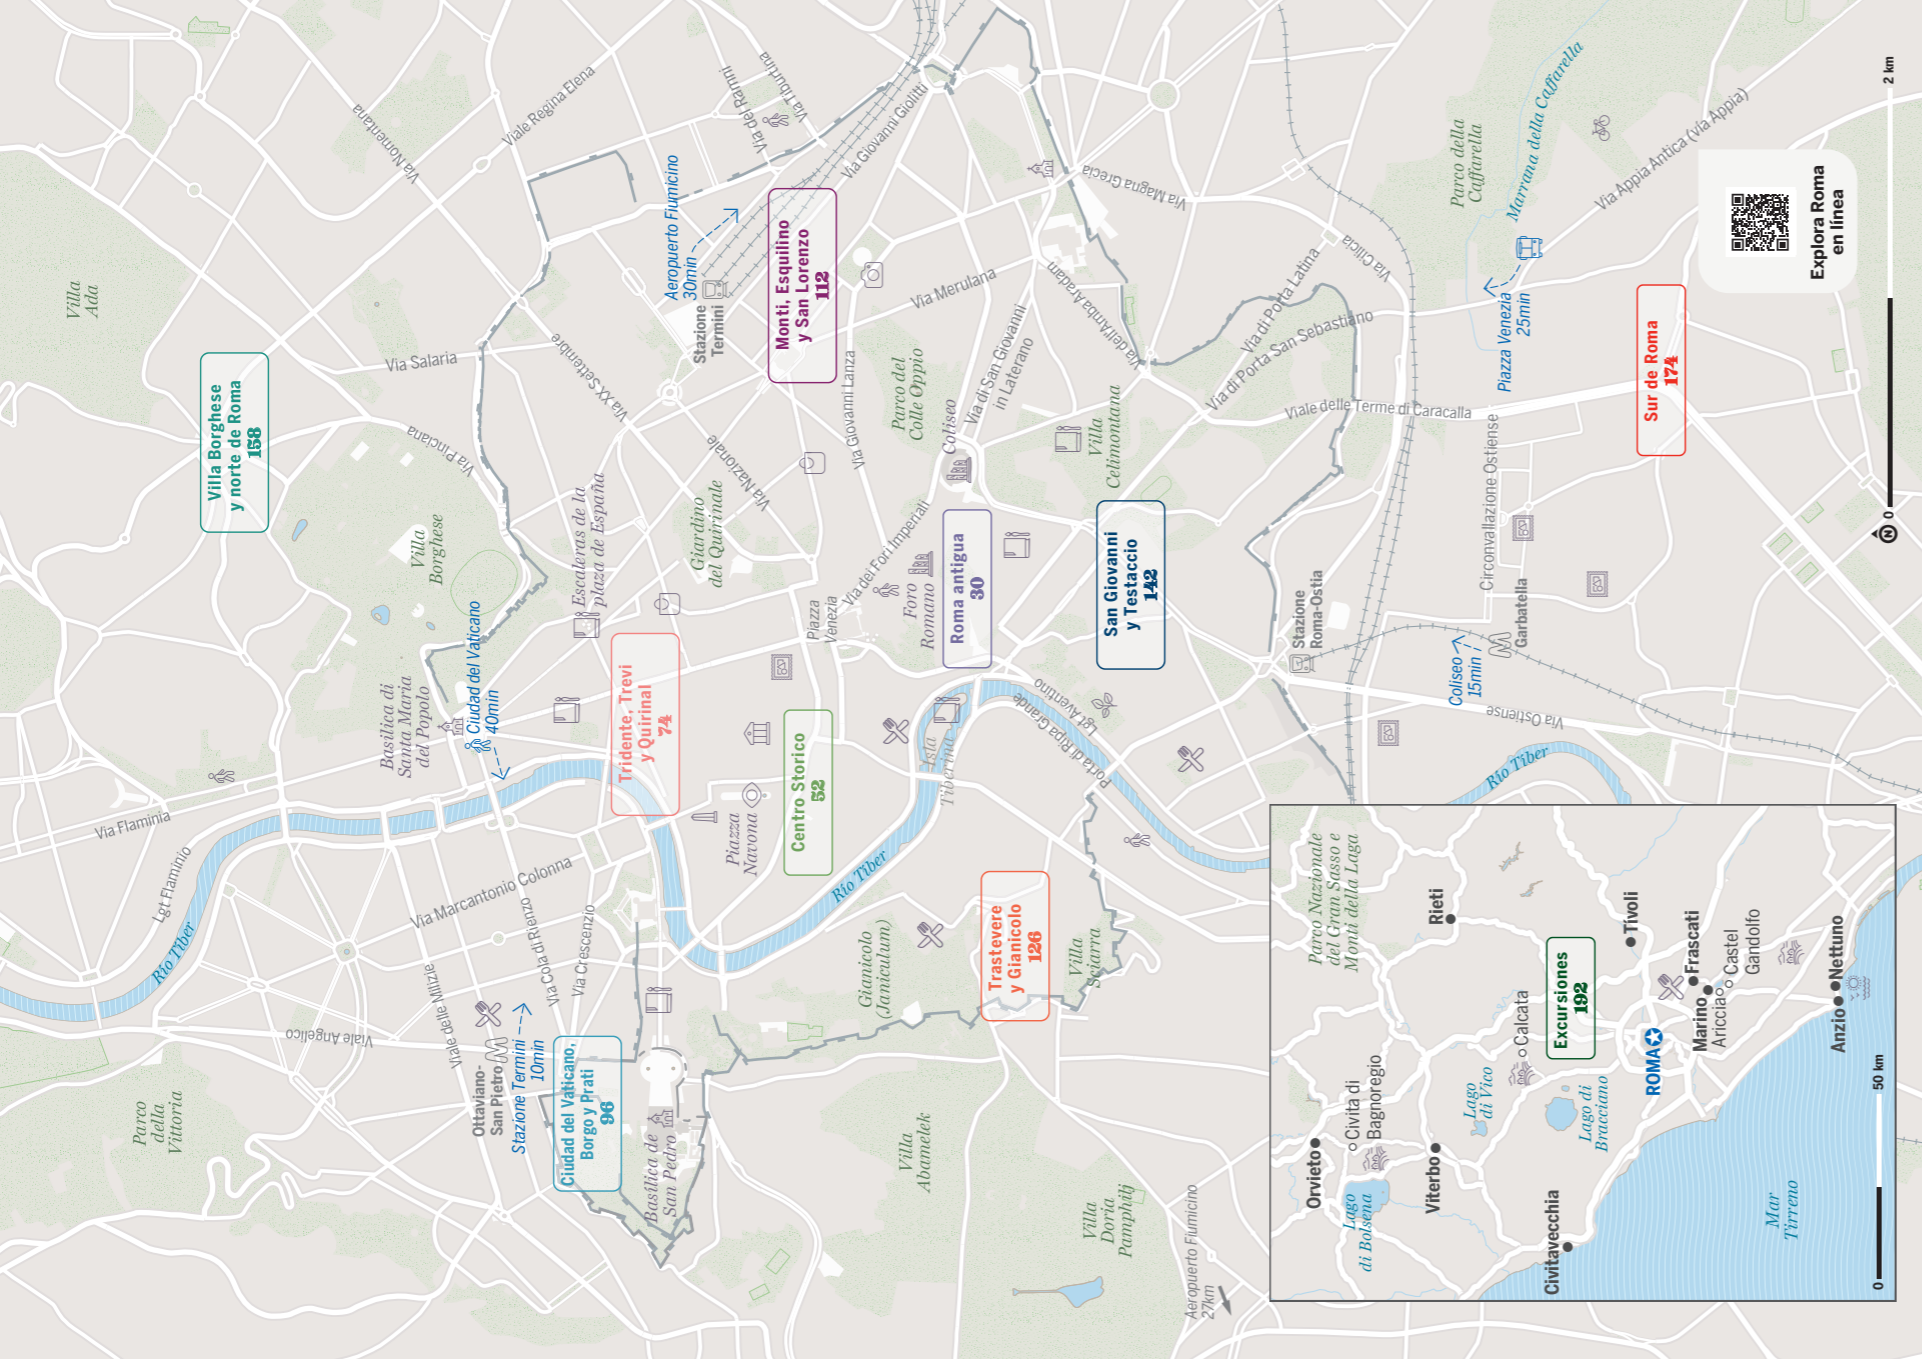 Villa
Ada
Via Nomentana
Viale Regina Elena
Via dei Ramni
Via Tiburtina
Via Giovanni Giolitti
Aeropuerto Fiumicino
30min
Monti, Esquilino
y San Lorenzo
112
Stazione
Termini
Via Salaria
Villa Borghese
y norte de Roma
158
Via Pinciana
Via XX Settembre
Via Nazionale
Via Giovanni Lanza
Via Merulana
Parco del
Colle Oppio
Coliseo
Via di San Giovanni
in Laterano
Via dell'Amba Aradam
Via Magna Grecia
Villa
Celimontana
Via di Porta Latina
Via di Porta San Sebastiano
Via Cilicia
Viale delle Terme di Caracalla
Parco della
Caffarella
Marrana della Caffarella
Via Appia Antica (via Appia)
Piazza Venezia
25min
Explora Roma
en línea
Sur de Roma
174
0
2 km
N
Villa
Borghese
Escaleras de la
plaza de España
Giardino
del Quirinale
Via dei Fori Imperiali
Piazza
Venezia
Foro
Romano
Roma antigua
30
San Giovanni
y Testaccio
142
Circonvallazione Ostiense
Stazione
Roma-Ostia
Garbatella
Coliseo
15min
Via Ostiense
Río Tiber
Ciudad del Vaticano
40min
Basilica di
Santa Maria
del Popolo
Tridente, Trevi
y Quirinal
74
Centro Storico
52
Piazza
Navona
Isla
Tiberina
Lgt Aventino
Porta di Ripa Grande
Via Flaminia
Lgt Flaminio
Río Tiber
Via Marcantonio Colonna
Via Cola di Rienzo
Via Crescenzio
Río Tiber
Viale Angelico
Viale delle Milizie
Ottaviano-
San Pietro
Stazione Termini
10min
Ciudad del Vaticano,
Borgo y Prati
96
Basílica de
San Pedro
Parco
della
Vittoria
Gianicolo
(Janiculum)
Trastevere
y Gianicolo
126
Villa
Sciarra
Villa
Abamelek
Villa
Doria
Pamphilj
Aeropuerto Fiumicino
27km
Parco Nazionale
del Gran Sasso e
Monti della Laga
Rieti
Tívoli
Frascati
Castel
Gandolfo
Marino
Ariccia
Nettuno
Anzio
Excursiones
192
Calcata
ROMA
Civita di
Bagnoregio
Orvieto
Lago
di Bolsena
Viterbo
Lago
di Vico
Lago di
Bracciano
Civitavecchia
Mar
Tirreno
0
50 km